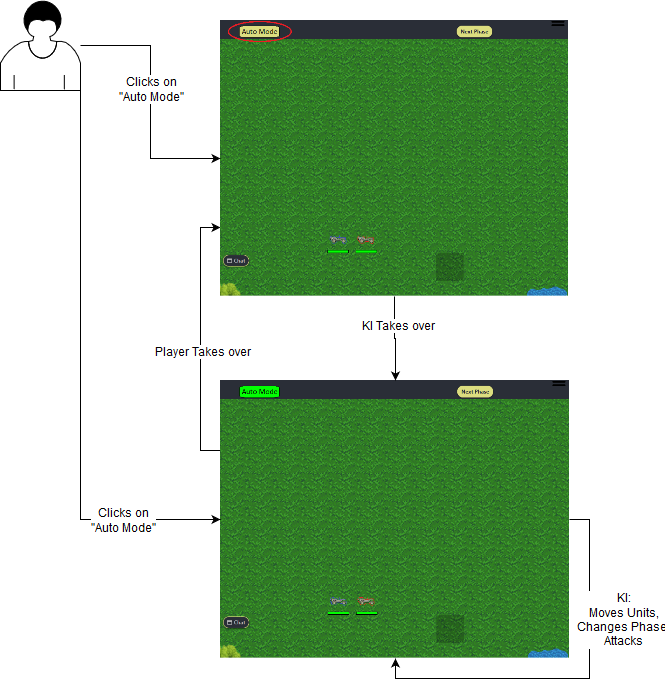 Auto Mode
Next Phase
Clicks on
"Auto Mode"
Chat
KI Takes over
Player Takes over
Auto Mode
Next Phase
Clicks on
"Auto Mode"
KI:
Moves Units,
Changes Phase
Attacks
Chat